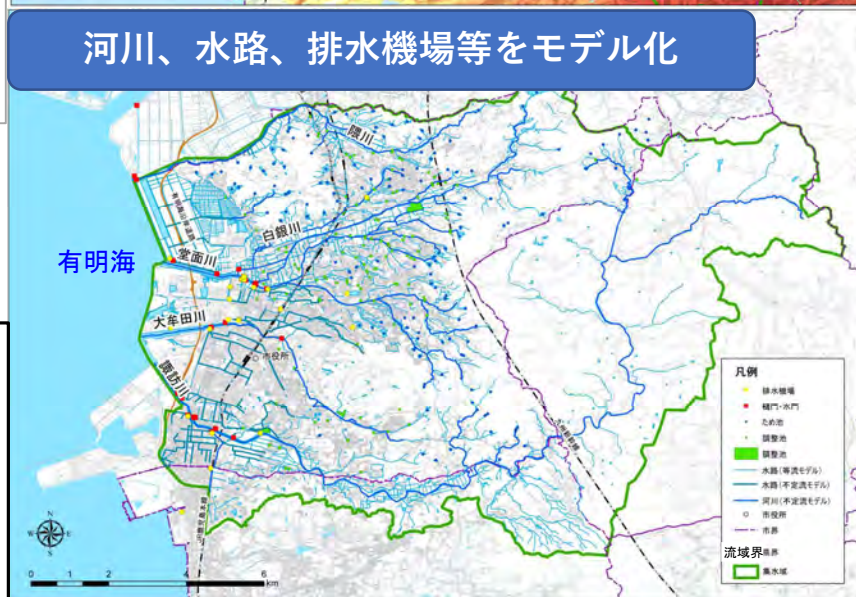 河川、水路、排水機場等をモデル化
隈川
白銀川
堂面川
有明海
大牟田川
市役所
諏訪川
凡例
排水機場
樋門・水門
ため池
調整池
調整池
水路(等流モデル)
水路(不定流モデル)
河川(不定流モデル)
市役所
市界
流域界
県界
集水域
N
W
E
S
0 1 2 4 6
km